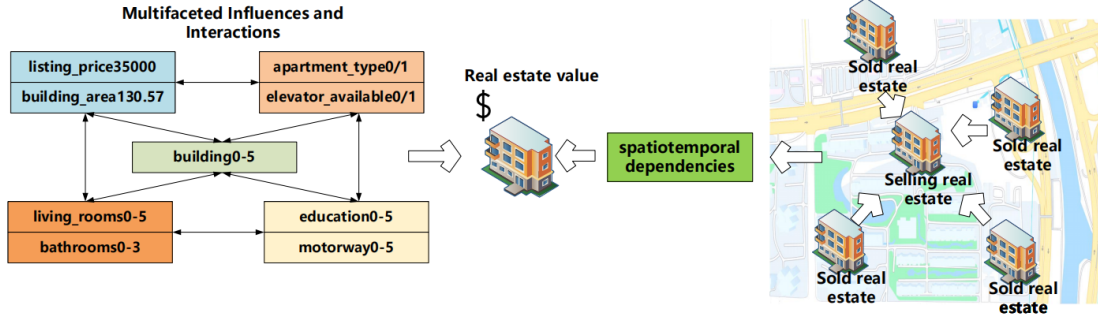 Multifaceted Influences and
Interactions
listing_price35000
building_area130.57
apartment_type0/1
elevator_available0/1
building0-5
living_rooms0-5
bathrooms0-3
education0-5
motorway0-5
Real estate value
$
spatiotemporal
dependencies
Sold real
estate
Sold real
estate
Selling real
estate
Sold real
estate
Sold real
estate